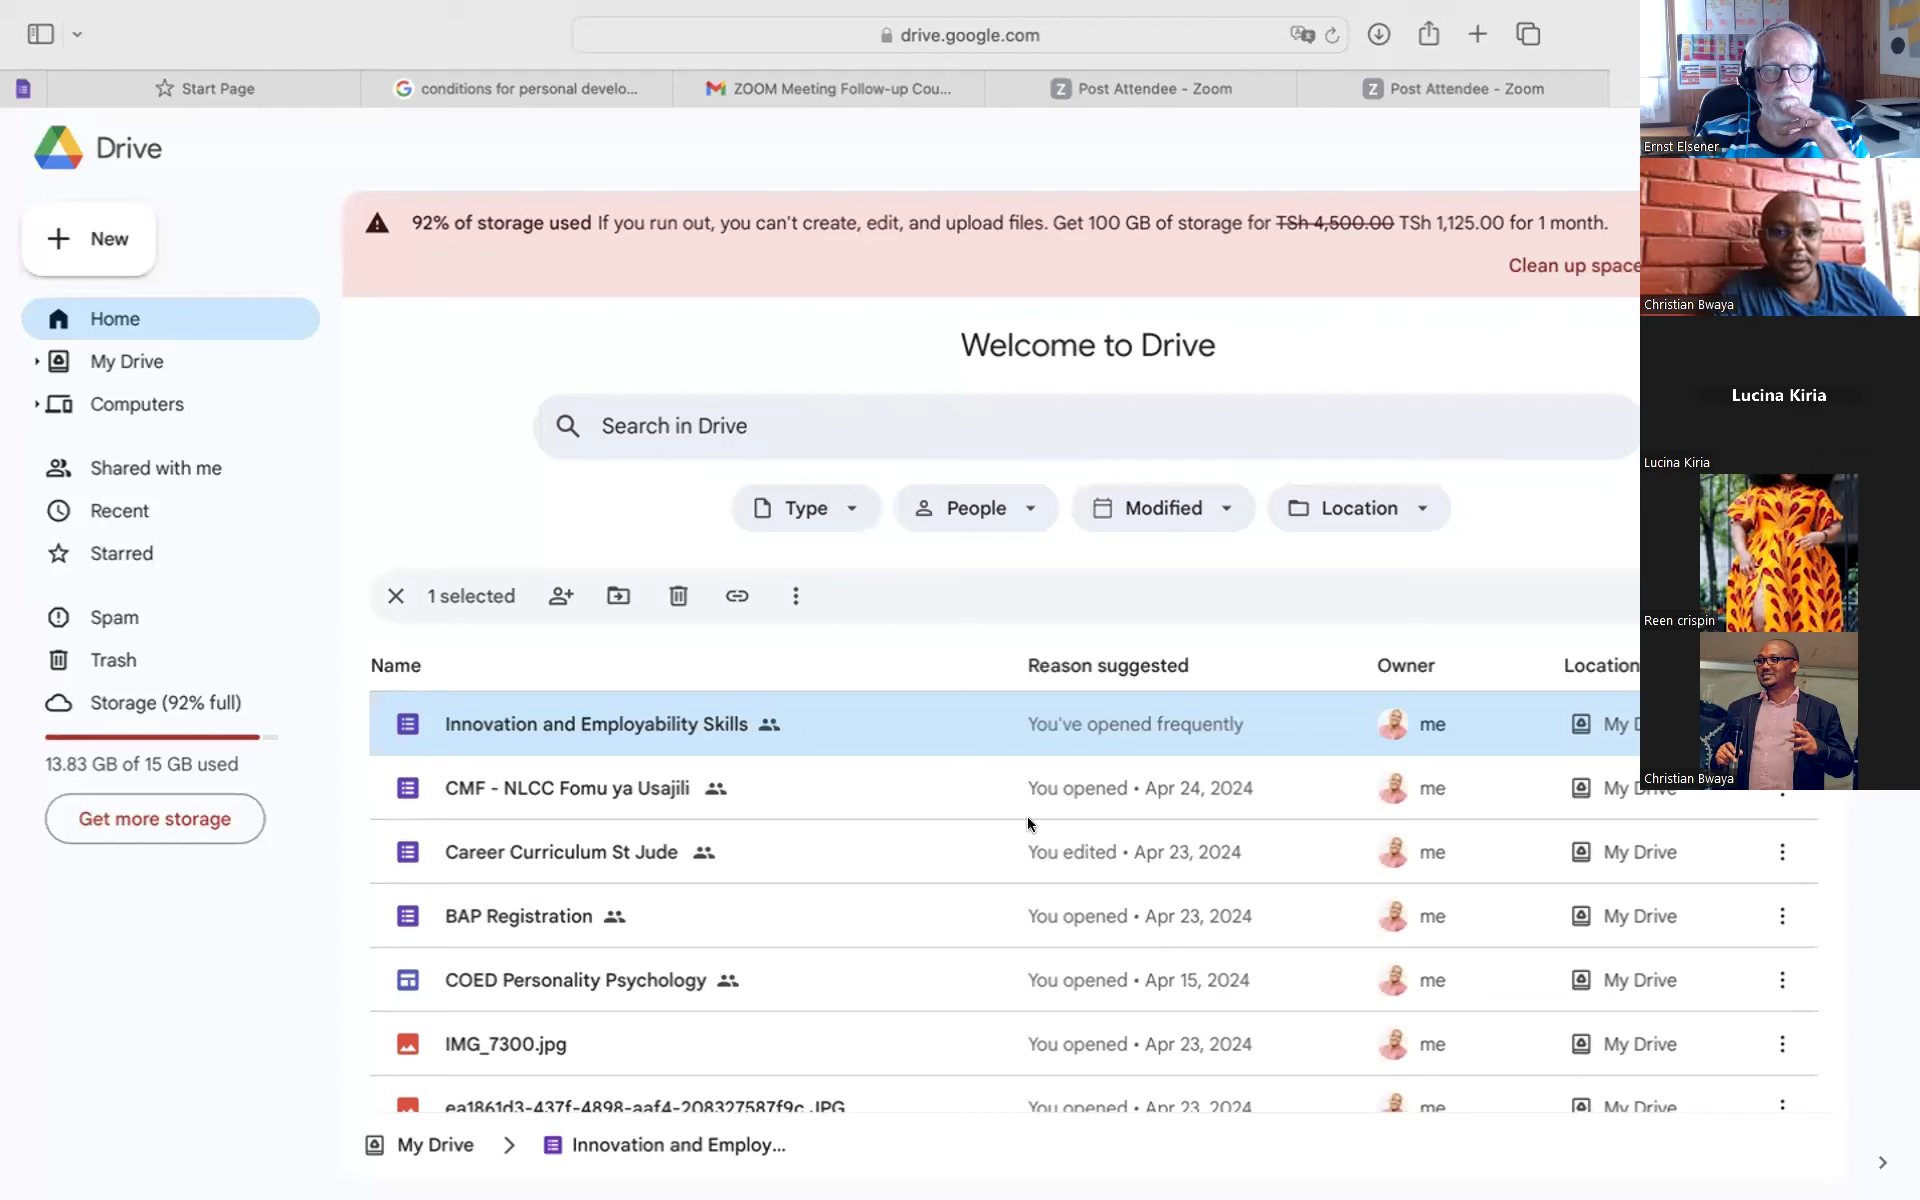 drive.google.com
Start Page
conditions for personal develo...
ZOOM Meeting Follow-up Cou...
Post Attendee - Zoom
Post Attendee - Zoom
Drive
New
Home
My Drive
Computers
Shared with me
Recent
Starred
Spam
Trash
Storage (92% full)
13.83 GB of 15 GB used
Get more storage
92% of storage used If you run out, you can't create, edit, and upload files. Get 100 GB of storage for TSh 4,500.00 TSh 1,125.00 for 1 month.
Clean up space
Welcome to Drive
Search in Drive
Type
People
Modified
Location
1 selected
Name Reason suggested Owner Location
Innovation and Employability Skills You've opened frequently me My D
CMF - NLCC Fomu ya Usajili You opened • Apr 24, 2024 me My Drive
Career Curriculum St Jude You edited • Apr 23, 2024 me My Drive
BAP Registration You opened • Apr 23, 2024 me My Drive
COED Personality Psychology You opened • Apr 15, 2024 me My Drive
IMG_7300.jpg You opened • Apr 23, 2024 me My Drive
ea1861d3-437f-4898-aaf4-208327587f9c.JPG You opened • Apr 23, 2024 me My Drive
My Drive > Innovation and Employ...
Ernst Elsener
Christian Bwaya
Lucina Kiria
Lucina Kiria
Reen crispin
Christian Bwaya